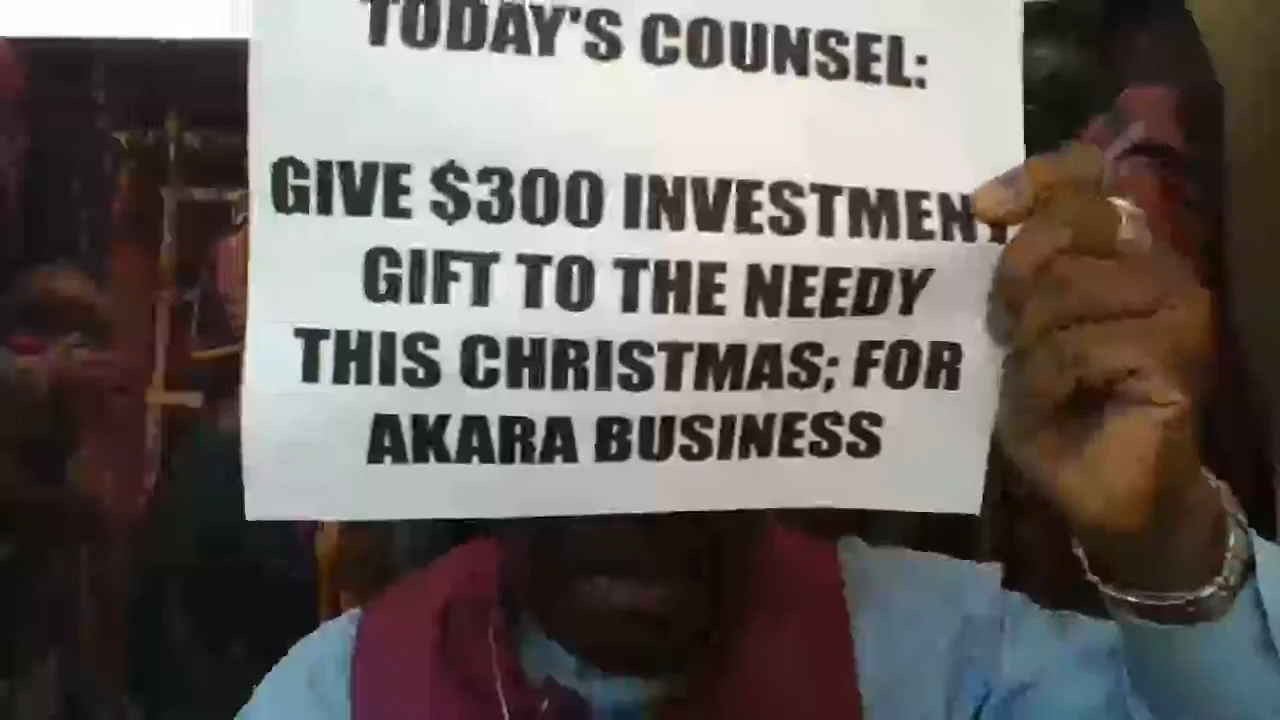 TODAY'S COUNSEL:
GIVE $300 INVESTMENT
GIFT TO THE NEEDY
THIS CHRISTMAS; FOR
AKARA BUSINESS